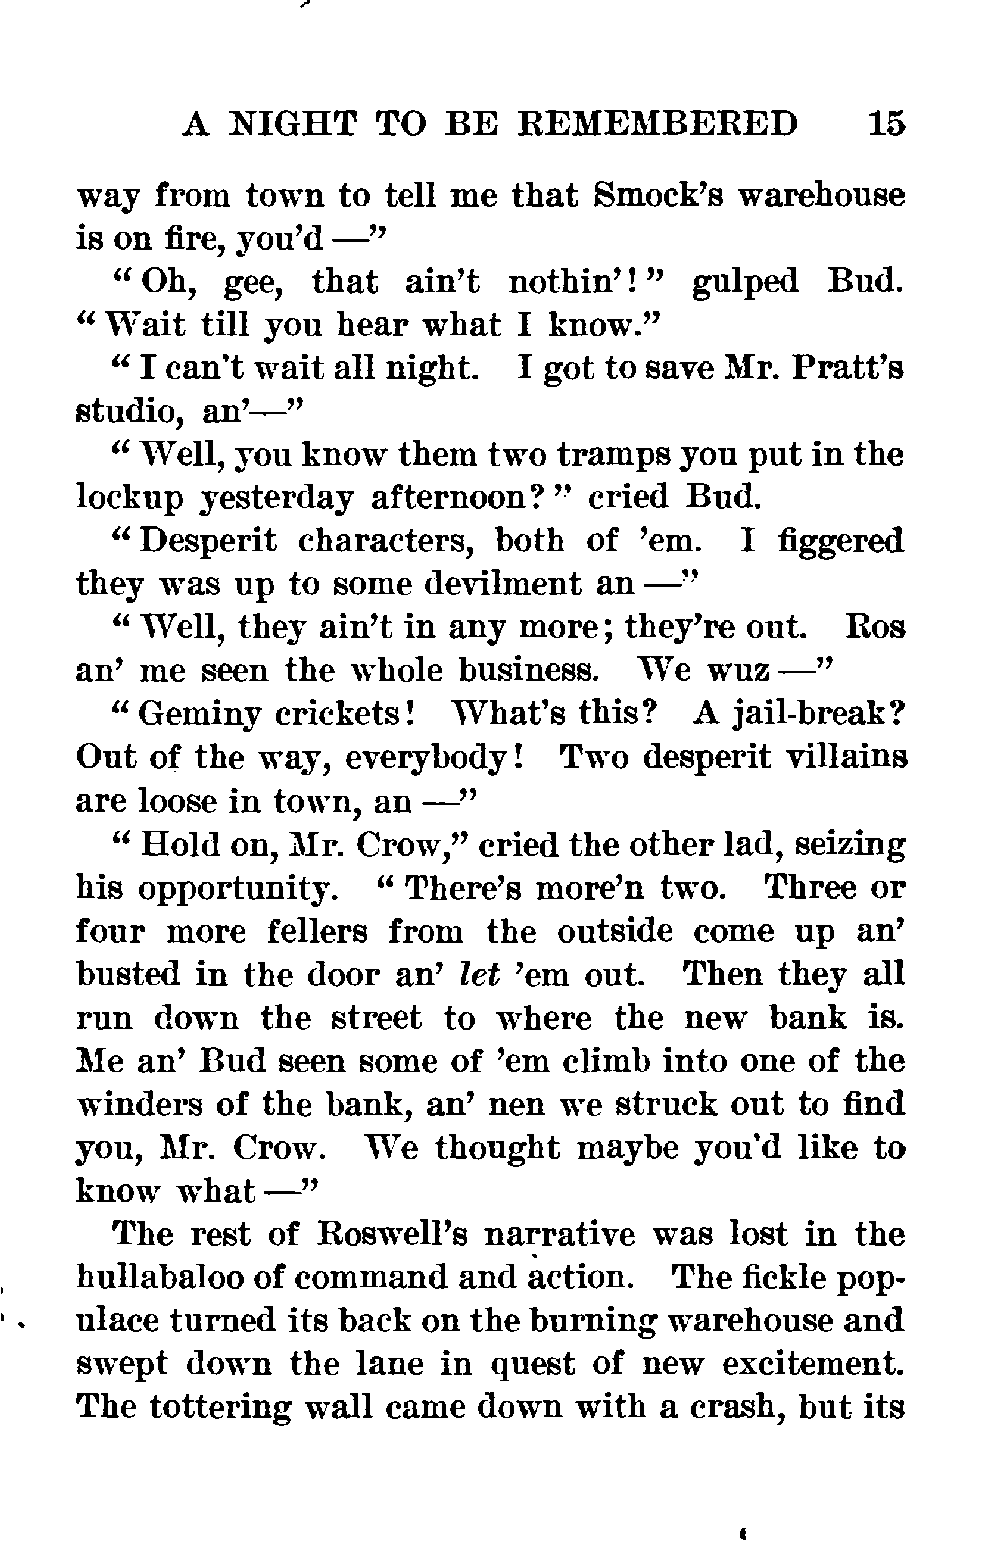 A NIGHT TO BE REMEMBERED 15
way from town to tell me that Smock's warehouse
is on fire, you'd —"
"Oh, gee, that ain't nothin'!" gulped Bud.
"Wait till you hear what I know."
"I can't wait all night. I got to save Mr. Pratt's
studio, an'—"
"Well, you know them two tramps you put in the
lockup yesterday afternoon?" cried Bud.
"Desperit characters, both of 'em. I figgered
they was up to some devilment an —"
"Well, they ain't in any more; they're out. Ros
an' me seen the whole business. We wuz —"
"Geminy crickets! What's this? A jail-break?
Out of the way, everybody! Two desperit villains
are loose in town, an —"
"Hold on, Mr. Crow," cried the other lad, seizing
his opportunity. "There's more'n two. Three or
four more fellers from the outside come up an'
busted in the door an' let 'em out. Then they all
run down the street to where the new bank is.
Me an' Bud seen some of 'em climb into one of the
winders of the bank, an' nen we struck out to find
you, Mr. Crow. We thought maybe you'd like to
know what —"
The rest of Roswell's narrative was lost in the
hullabaloo of command and action. The fickle pop-
ulace turned its back on the burning warehouse and
swept down the lane in quest of new excitement.
The tottering wall came down with a crash, but its